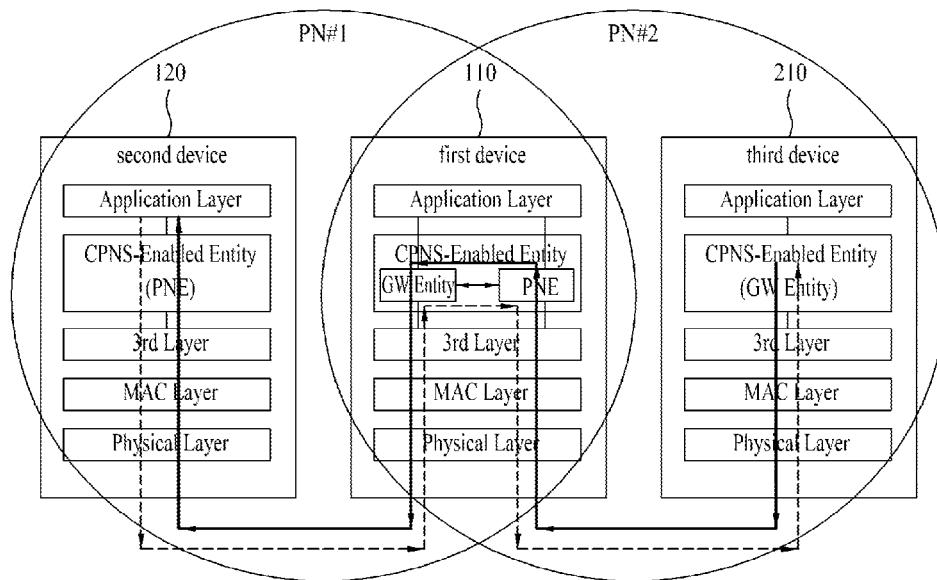 PN#1
PN#2
120
110
210
second device
Application Layer
CPNS-Enabled Entity
(PNE)
3rd Layer
MAC Layer
Physical Layer
first device
Application Layer
CPNS-Enabled Entity
GW Entity
PNE
3rd Layer
MAC Layer
Physical Layer
third device
Application Layer
CPNS-Enabled Entity
(GW Entity)
3rd Layer
MAC Layer
Physical Layer